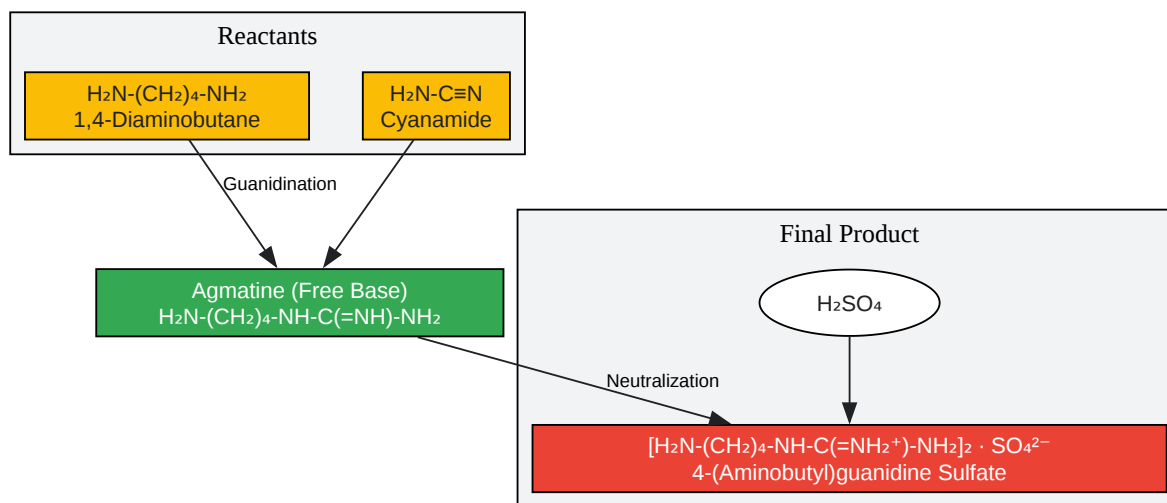 Reactants
H₂N-(CH₂)₄-NH₂
1,4-Diaminobutane
H₂N-C≡N
Cyanamide
Guanidination
Agmatine (Free Base)
H₂N-(CH₂)₄-NH-C(=NH)-NH₂
Final Product
H₂SO₄
Neutralization
[H₂N-(CH₂)₄-NH-C(=NH₂⁺)-NH₂]₂ · SO₄²⁻
4-(Aminobutyl)guanidine Sulfate